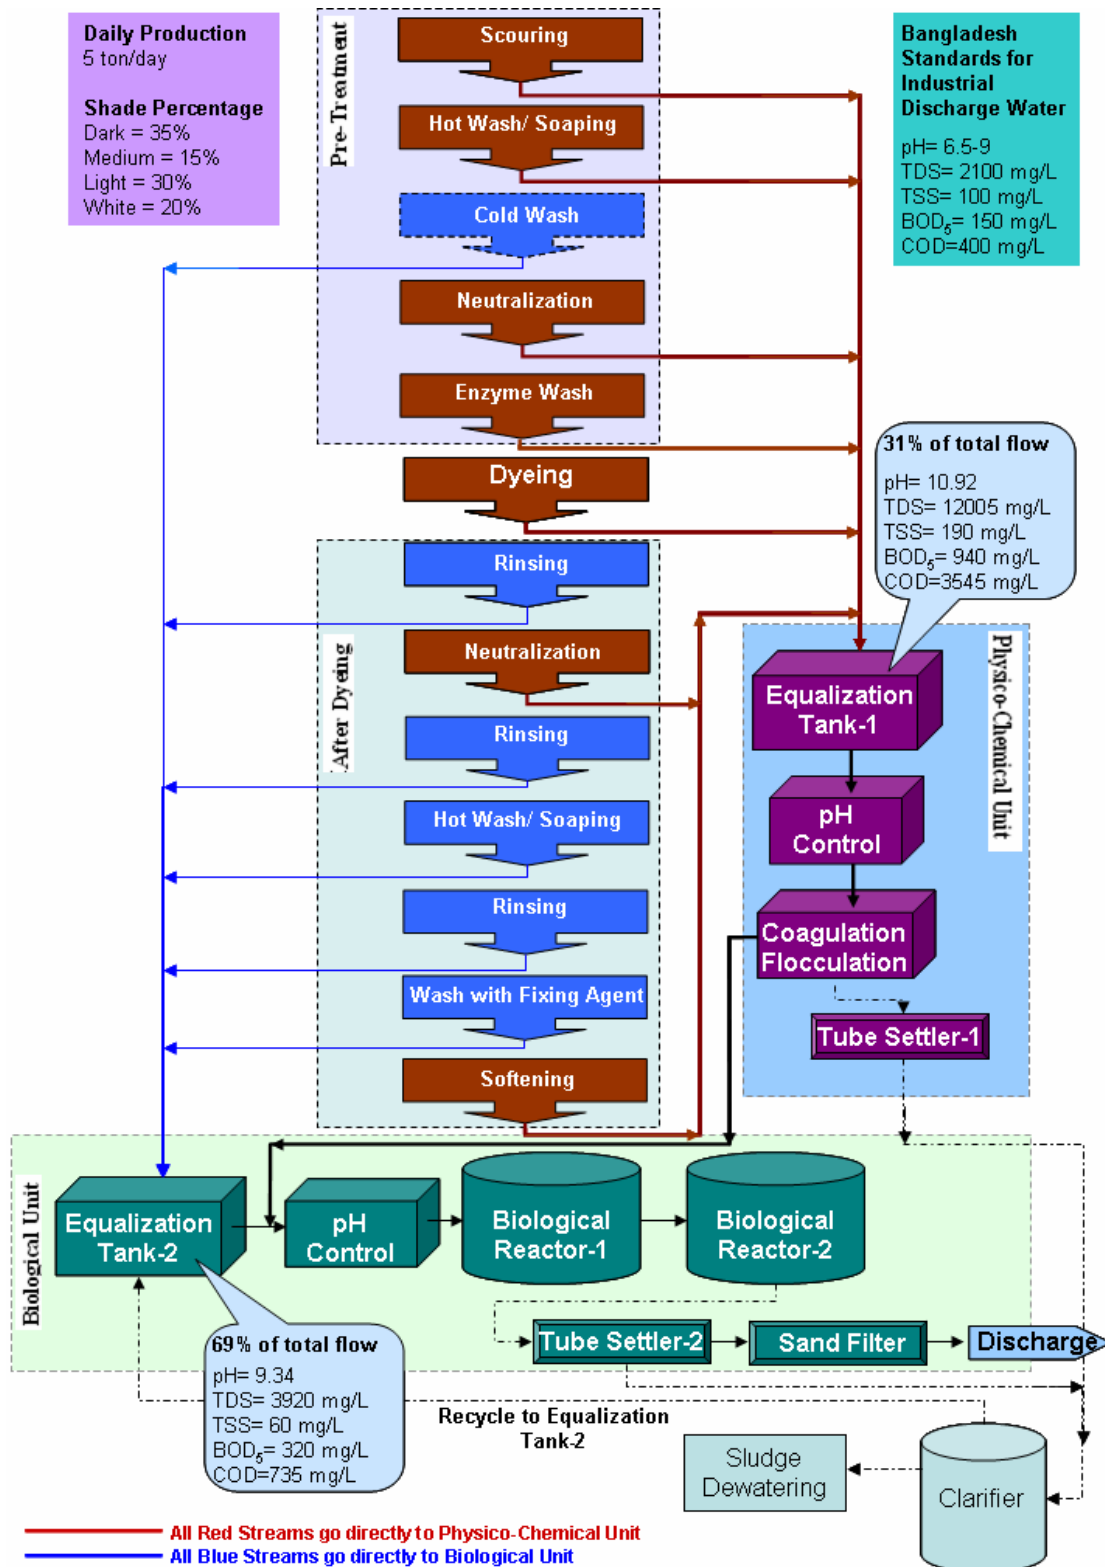 Daily Production
5 ton/day
Shade Percentage
Dark = 35%
Medium = 15%
Light = 30%
White = 20%
Pre-Treatment
Scouring
Hot Wash/ Soaping
Cold Wash
Neutralization
Enzyme Wash
Bangladesh
Standards for
Industrial
Discharge Water
pH= 6.5-9
TDS= 2100 mg/L
TSS= 100 mg/L
BOD5= 150 mg/L
COD=400 mg/L
Dyeing
31% of total flow
pH= 10.92
TDS= 12005 mg/L
TSS= 190 mg/L
BOD5= 940 mg/L
COD=3545 mg/L
After Dyeing
Rinsing
Neutralization
Rinsing
Hot Wash/ Soaping
Rinsing
Wash with Fixing Agent
Softening
Physico-Chemical Unit
Equalization
Tank-1
pH
Control
Coagulation
Flocculation
Tube Settler-1
Biological Unit
Equalization
Tank-2
pH
Control
Biological
Reactor-1
Biological
Reactor-2
Tube Settler-2
Sand Filter
Discharge
69% of total flow
pH= 9.34
TDS= 3920 mg/L
TSS= 60 mg/L
BOD5= 320 mg/L
COD=735 mg/L
Recycle to Equalization
Tank-2
Sludge
Dewatering
Clarifier
All Red Streams go directly to Physico-Chemical Unit
All Blue Streams go directly to Biological Unit